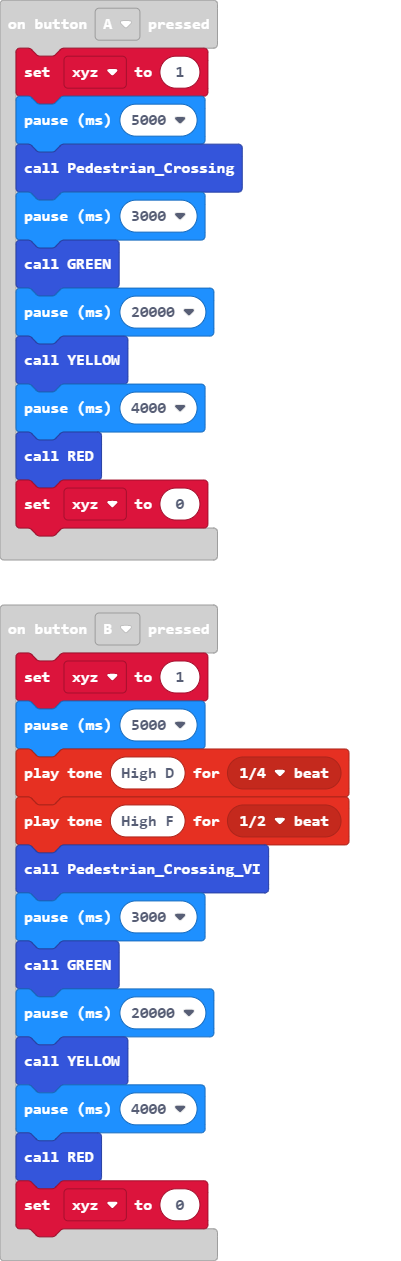 on button A pressed
set xyz to 1
pause (ms) 5000
call Pedestrian_Crossing
pause (ms) 3000
call GREEN
pause (ms) 20000
call YELLOW
pause (ms) 4000
call RED
set xyz to 0
on button B pressed
set xyz to 1
pause (ms) 5000
play tone High D for 1/4 beat
play tone High F for 1/2 beat
call Pedestrian_Crossing_VI
pause (ms) 3000
call GREEN
pause (ms) 20000
call YELLOW
pause (ms) 4000
call RED
set xyz to 0